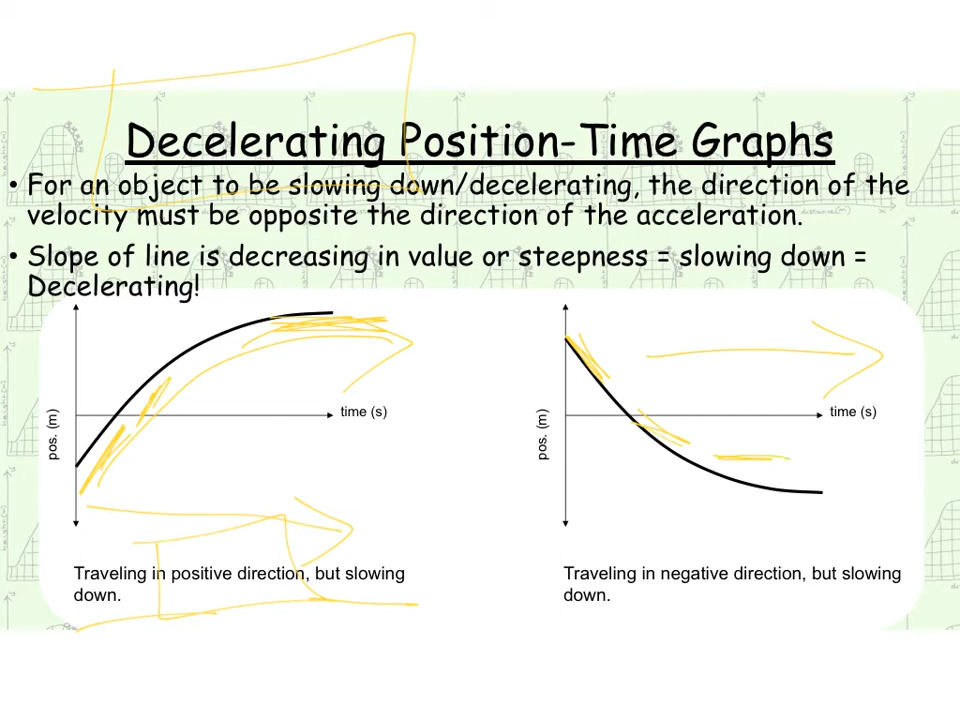 Decelerating Position-Time Graphs
• For an object to be slowing down/decelerating, the direction of the
velocity must be opposite the direction of the acceleration.
• Slope of line is decreasing in value or steepness = slowing down =
Decelerating!
pos. (m)
time (s)
pos. (m)
time (s)
Traveling in positive direction, but slowing
down.
Traveling in negative direction, but slowing
down.